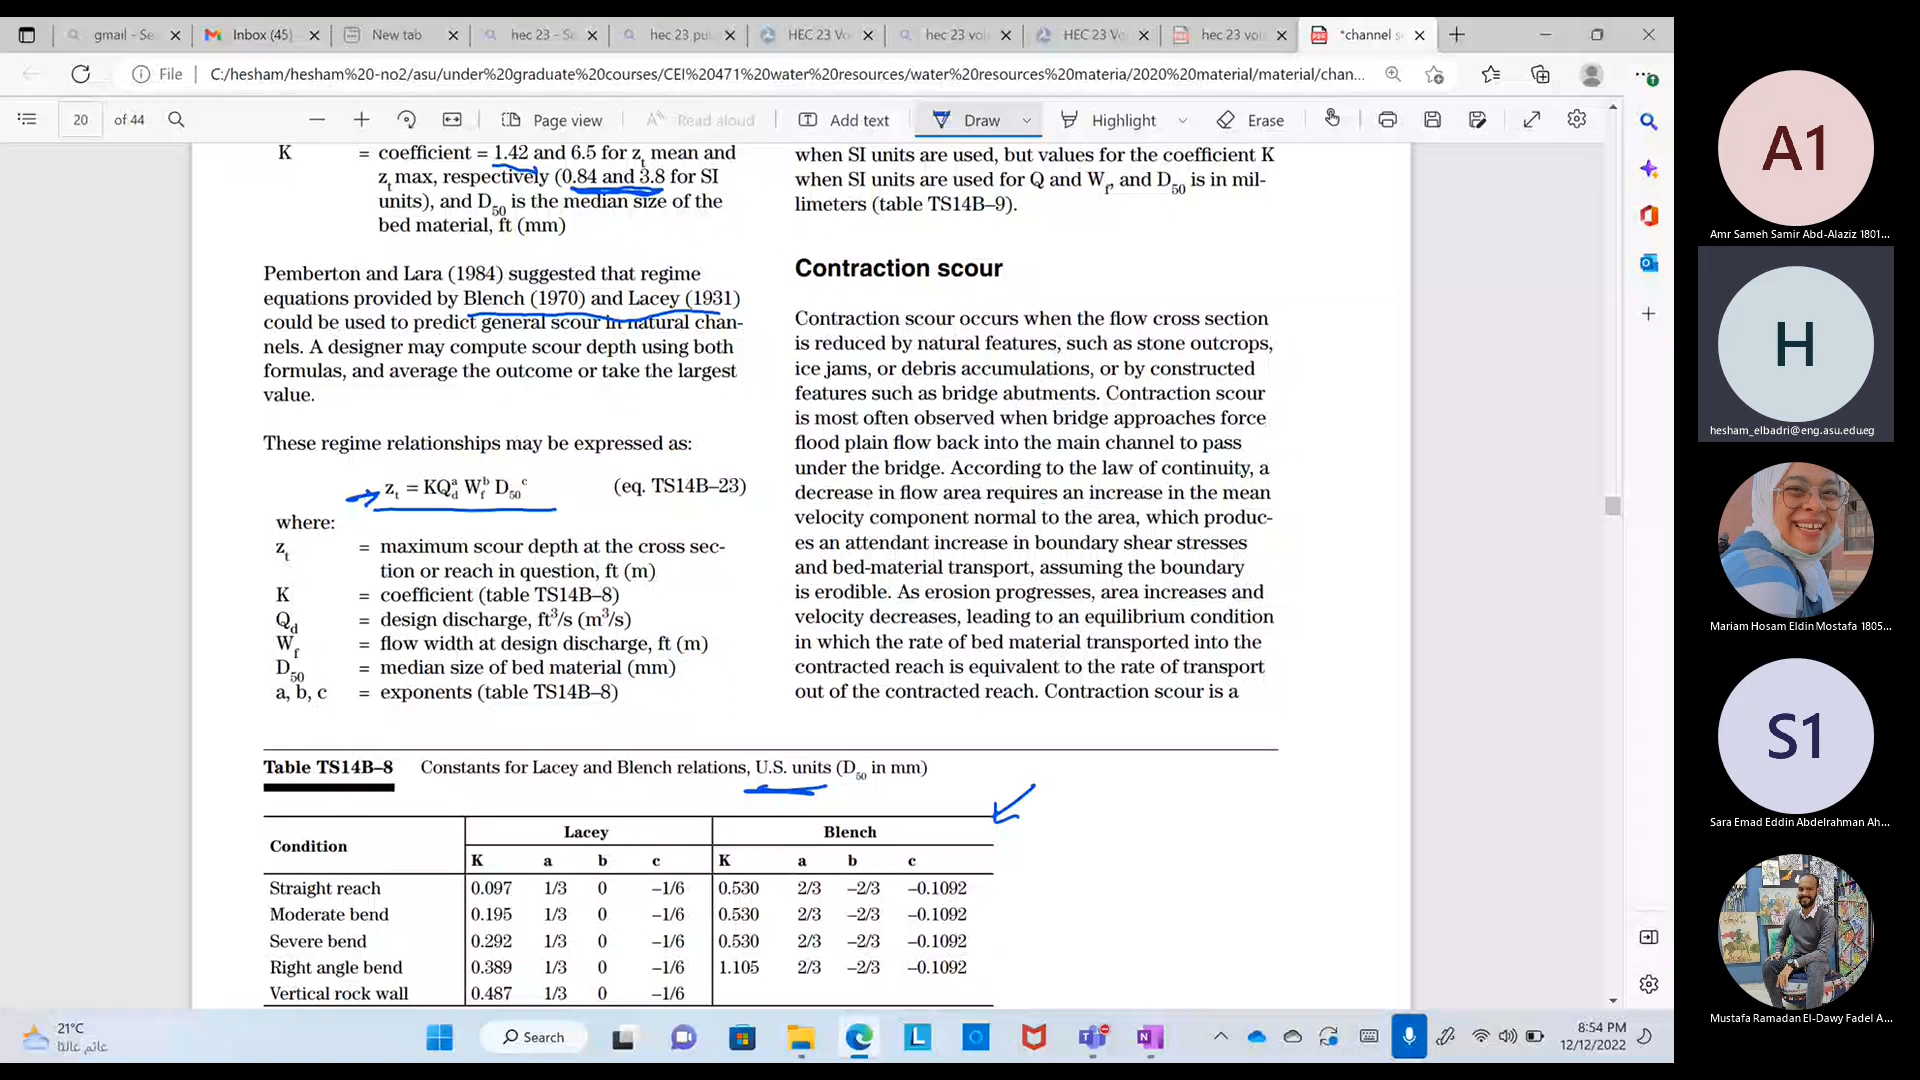 gmail - Se
Inbox (45)
New tab
hec 23 - Se
hec 23 pu
HEC 23 Vo
hec 23 vol
HEC 23 Vo
hec 23 vol
*channel s
File
C:/hesham/hesham%20-no2/asu/under%20graduate%20courses/CEI%20471%20water%20resources/water%20resources%20materia/2020%20material/material/chan...
20 of 44
Page view
Read aloud
Add text
Draw
Highlight
Erase
K = coefficient = 1.42 and 6.5 for zt mean and
zt max, respectively (0.84 and 3.8 for SI
units), and D50 is the median size of the
bed material, ft (mm)
Pemberton and Lara (1984) suggested that regime
equations provided by Blench (1970) and Lacey (1931)
could be used to predict general scour in natural chan-
nels. A designer may compute scour depth using both
formulas, and average the outcome or take the largest
value.
These regime relationships may be expressed as:
zt = KQd^a Wf^b D50^c (eq. TS14B–23)
where:
zt = maximum scour depth at the cross sec-
tion or reach in question, ft (m)
K = coefficient (table TS14B–8)
Qd = design discharge, ft³/s (m³/s)
Wf = flow width at design discharge, ft (m)
D50 = median size of bed material (mm)
a, b, c = exponents (table TS14B–8)
when SI units are used, but values for the coefficient K
when SI units are used for Q and Wf, and D50 is in mil-
limeters (table TS14B–9).
Contraction scour
Contraction scour occurs when the flow cross section
is reduced by natural features, such as stone outcrops,
ice jams, or debris accumulations, or by constructed
features such as bridge abutments. Contraction scour
is most often observed when bridge approaches force
flood plain flow back into the main channel to pass
under the bridge. According to the law of continuity, a
decrease in flow area requires an increase in the mean
velocity component normal to the area, which produc-
es an attendant increase in boundary shear stresses
and bed-material transport, assuming the boundary
is erodible. As erosion progresses, area increases and
velocity decreases, leading to an equilibrium condition
in which the rate of bed material transported into the
contracted reach is equivalent to the rate of transport
out of the contracted reach. Contraction scour is a
Table TS14B–8 Constants for Lacey and Blench relations, U.S. units (D50 in mm)
Condition Lacey Blench
K a b c K a b c
Straight reach 0.097 1/3 0 –1/6 0.530 2/3 –2/3 –0.1092
Moderate bend 0.195 1/3 0 –1/6 0.530 2/3 –2/3 –0.1092
Severe bend 0.292 1/3 0 –1/6 0.530 2/3 –2/3 –0.1092
Right angle bend 0.389 1/3 0 –1/6 1.105 2/3 –2/3 –0.1092
Vertical rock wall 0.487 1/3 0 –1/6
21°C
غائم غالبًا
Search
8:54 PM
12/12/2022
A1
Amr Sameh Samir Abd-Alaziz 1801...
H
hesham_elbadri@eng.asu.edu.eg
Mariam Hosam Eldin Mostafa 1805...
S1
Sara Emad Eddin Abdelrahman Ah...
Mustafa Ramadan El-Dawy Fadel A...